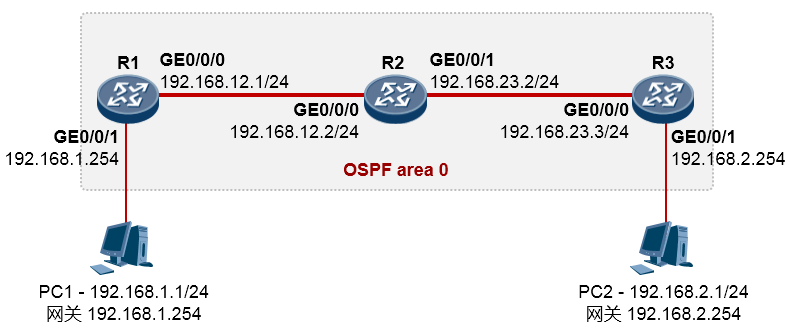 R1
GE0/0/0
192.168.12.1/24
R2
GE0/0/1
192.168.23.2/24
R3
GE0/0/0
192.168.12.2/24
GE0/0/0
192.168.23.3/24
GE0/0/1
192.168.1.254
GE0/0/1
192.168.2.254
OSPF area 0
PC1 - 192.168.1.1/24
网关 192.168.1.254
PC2 - 192.168.2.1/24
网关 192.168.2.254